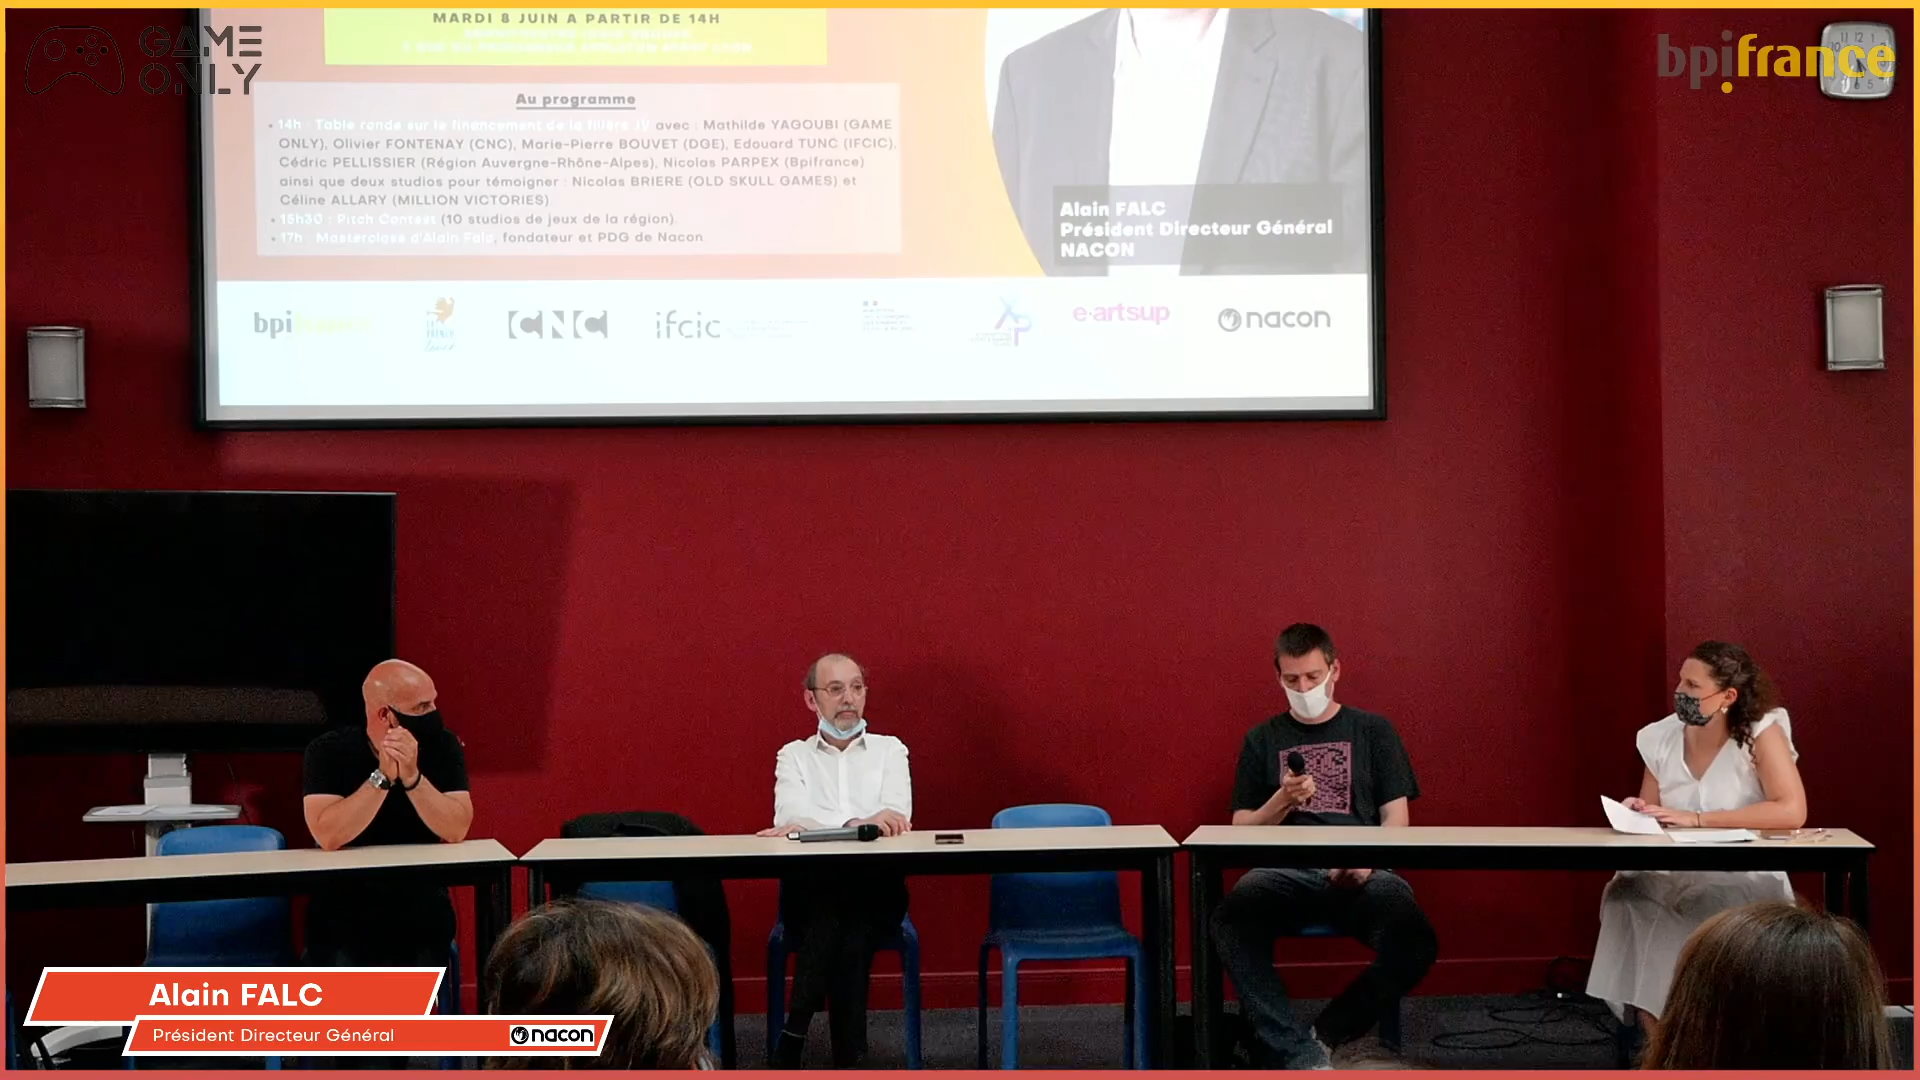 GAME
ONLY
bpifrance
MARDI 8 JUIN A PARTIR DE 14H
Au programme
14h : Table ronde sur le financement de la filière JV avec : Mathilde YAGOUBI (GAME
ONLY), Olivier FONTENAY (CNC), Marie-Pierre BOUVET (DGE), Edouard TUNC (IFCIC),
Cédric PELLISSIER (Région Auvergne-Rhône-Alpes), Nicolas PARPEX (Bpifrance)
ainsi que deux studios pour témoigner : Nicolas BRIERE (OLD SKULL GAMES) et
Céline ALLARY (MILLION VICTORIES)
15h30 : Pitch Contest (10 studios de jeux de la région).
17h : Masterclass d'Alain Falc, fondateur et PDG de Nacon.
Alain FALC
Président Directeur Général
NACON
bpifrance
CNC
ifcic
e·artsup
nacon
Alain FALC
Président Directeur Général
nacon